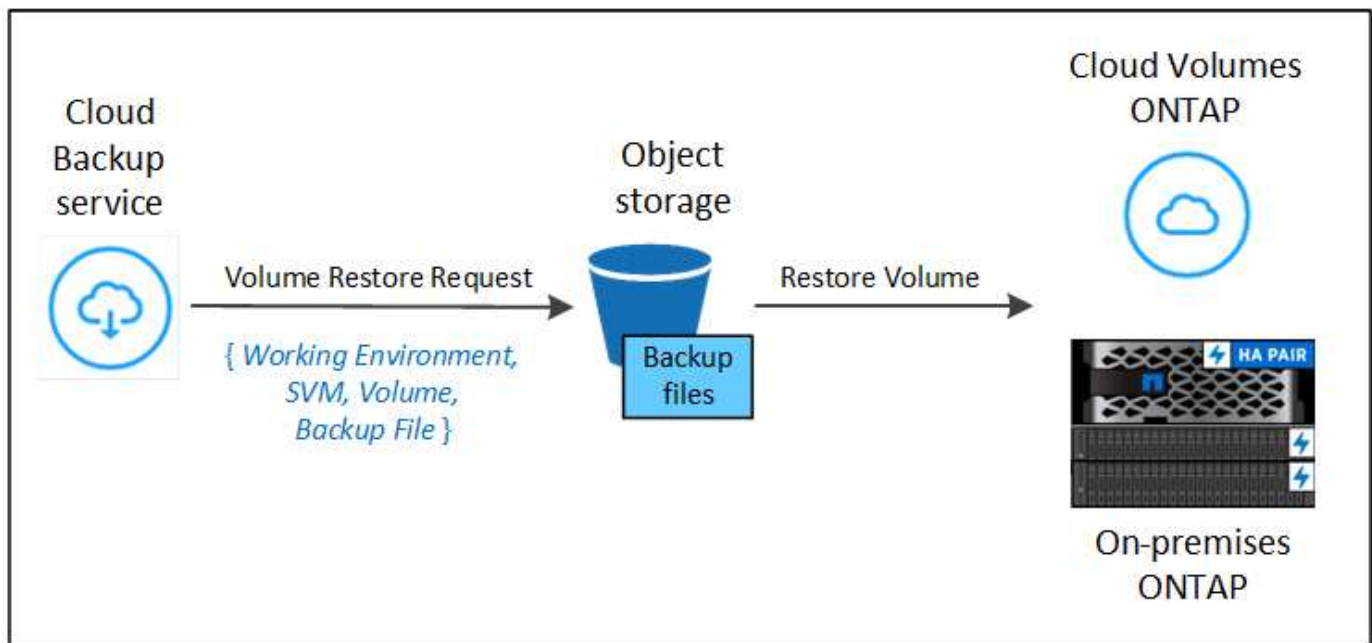 Cloud
Backup
service
Volume Restore Request
{ Working Environment,
SVM, Volume,
Backup File }
Object
storage
Backup
files
Restore Volume
Cloud Volumes
ONTAP
HA PAIR
On-premises
ONTAP